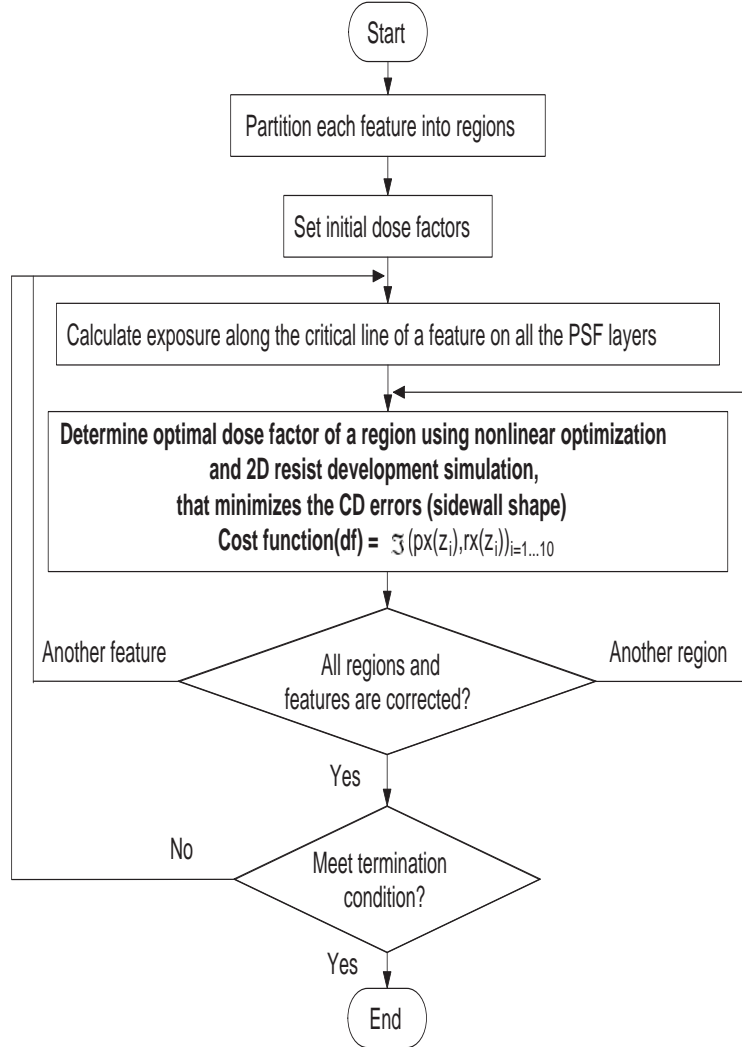 Start
Partition each feature into regions
Set initial dose factors
Calculate exposure along the critical line of a feature on all the PSF layers
Determine optimal dose factor of a region using nonlinear optimization
and 2D resist development simulation,
that minimizes the CD errors (sidewall shape)
Cost function(df) = ℑ(px(zᵢ),rx(zᵢ))ᵢ₌₁...₁₀
Another feature
All regions and
features are corrected?
Another region
Yes
No
Meet termination
condition?
Yes
End